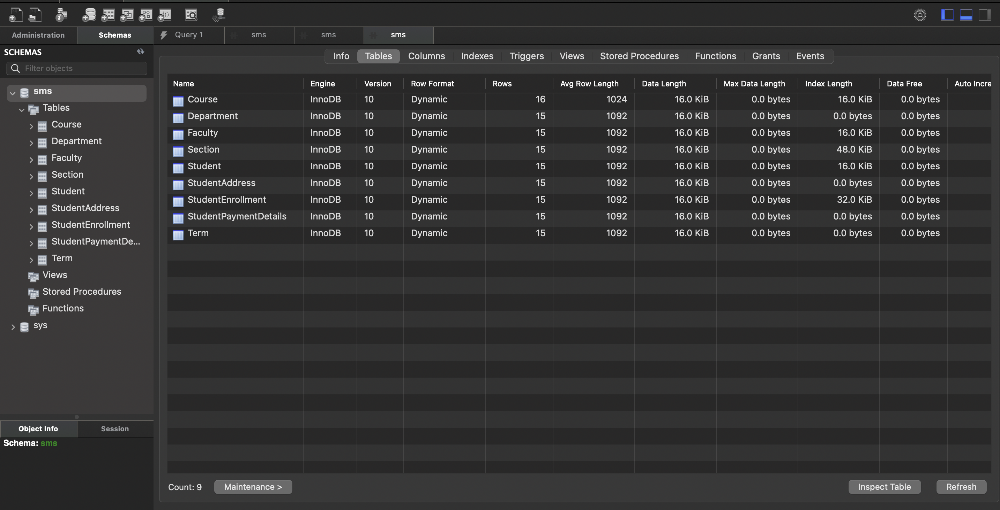 Administration Schemas Query 1 sms sms sms
SCHEMAS
Filter objects
sms
Tables
Course
Department
Faculty
Section
Student
StudentAddress
StudentEnrollment
StudentPaymentDe...
Term
Views
Stored Procedures
Functions
sys
Object Info Session
Schema: sms
Info Tables Columns Indexes Triggers Views Stored Procedures Functions Grants Events
Name Engine Version Row Format Rows Avg Row Length Data Length Max Data Length Index Length Data Free Auto Incre
Course InnoDB 10 Dynamic 16 1024 16.0 KiB 0.0 bytes 16.0 KiB 0.0 bytes
Department InnoDB 10 Dynamic 15 1092 16.0 KiB 0.0 bytes 0.0 bytes 0.0 bytes
Faculty InnoDB 10 Dynamic 15 1092 16.0 KiB 0.0 bytes 16.0 KiB 0.0 bytes
Section InnoDB 10 Dynamic 15 1092 16.0 KiB 0.0 bytes 48.0 KiB 0.0 bytes
Student InnoDB 10 Dynamic 15 1092 16.0 KiB 0.0 bytes 16.0 KiB 0.0 bytes
StudentAddress InnoDB 10 Dynamic 15 1092 16.0 KiB 0.0 bytes 0.0 bytes 0.0 bytes
StudentEnrollment InnoDB 10 Dynamic 15 1092 16.0 KiB 0.0 bytes 32.0 KiB 0.0 bytes
StudentPaymentDetails InnoDB 10 Dynamic 15 1092 16.0 KiB 0.0 bytes 0.0 bytes 0.0 bytes
Term InnoDB 10 Dynamic 15 1092 16.0 KiB 0.0 bytes 0.0 bytes 0.0 bytes
Count: 9 Maintenance > Inspect Table Refresh